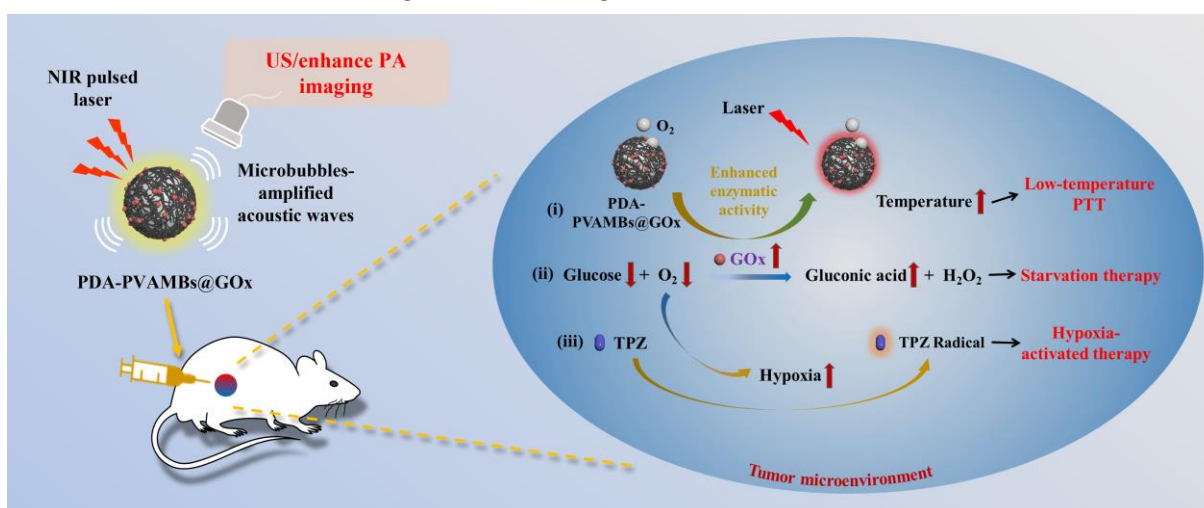 US/enhance PA
imaging
NIR pulsed
laser
Microbubbles-
amplified
acoustic waves
PDA-PVAMBs@GOx
O₂
Laser
Enhanced
enzymatic
activity
(i)
PDA-
PVAMBs@GOx
Temperature
Low-temperature
PTT
GOx
(ii) Glucose + O₂
Gluconic acid + H₂O₂
Starvation therapy
(iii) TPZ
TPZ Radical
Hypoxia-
activated therapy
Hypoxia
Tumor microenvironment